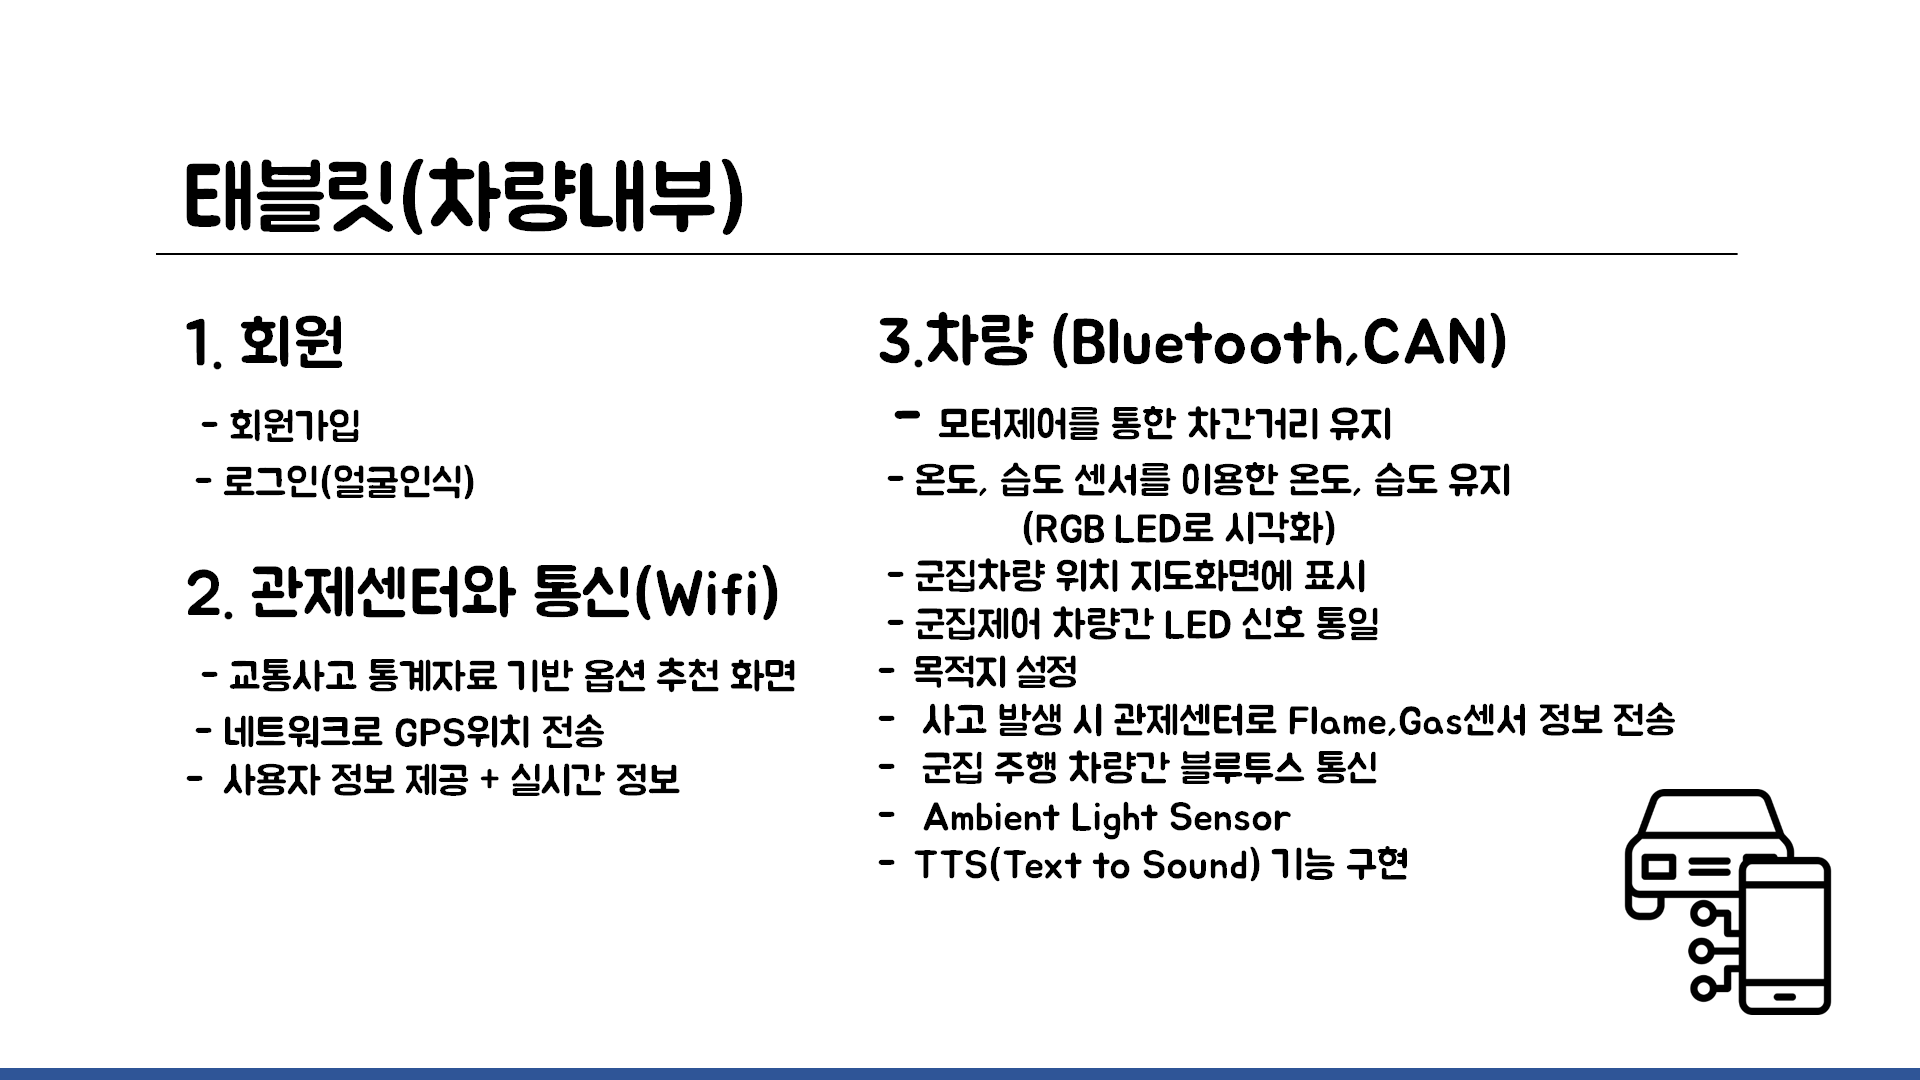 태블릿(차량내부)
1. 회원
- 회원가입
- 로그인(얼굴인식)
2. 관제센터와 통신(Wifi)
- 교통사고 통계자료 기반 옵션 추천 화면
- 네트워크로 GPS위치 전송
- 사용자 정보 제공 + 실시간 정보
3.차량 (Bluetooth,CAN)
- 모터제어를 통한 차간거리 유지
- 온도, 습도 센서를 이용한 온도, 습도 유지
(RGB LED로 시각화)
- 군집차량 위치 지도화면에 표시
- 군집제어 차량간 LED 신호 통일
- 목적지 설정
- 사고 발생 시 관제센터로 Flame,Gas센서 정보 전송
- 군집 주행 차량간 블루투스 통신
- Ambient Light Sensor
- TTS(Text to Sound) 기능 구현